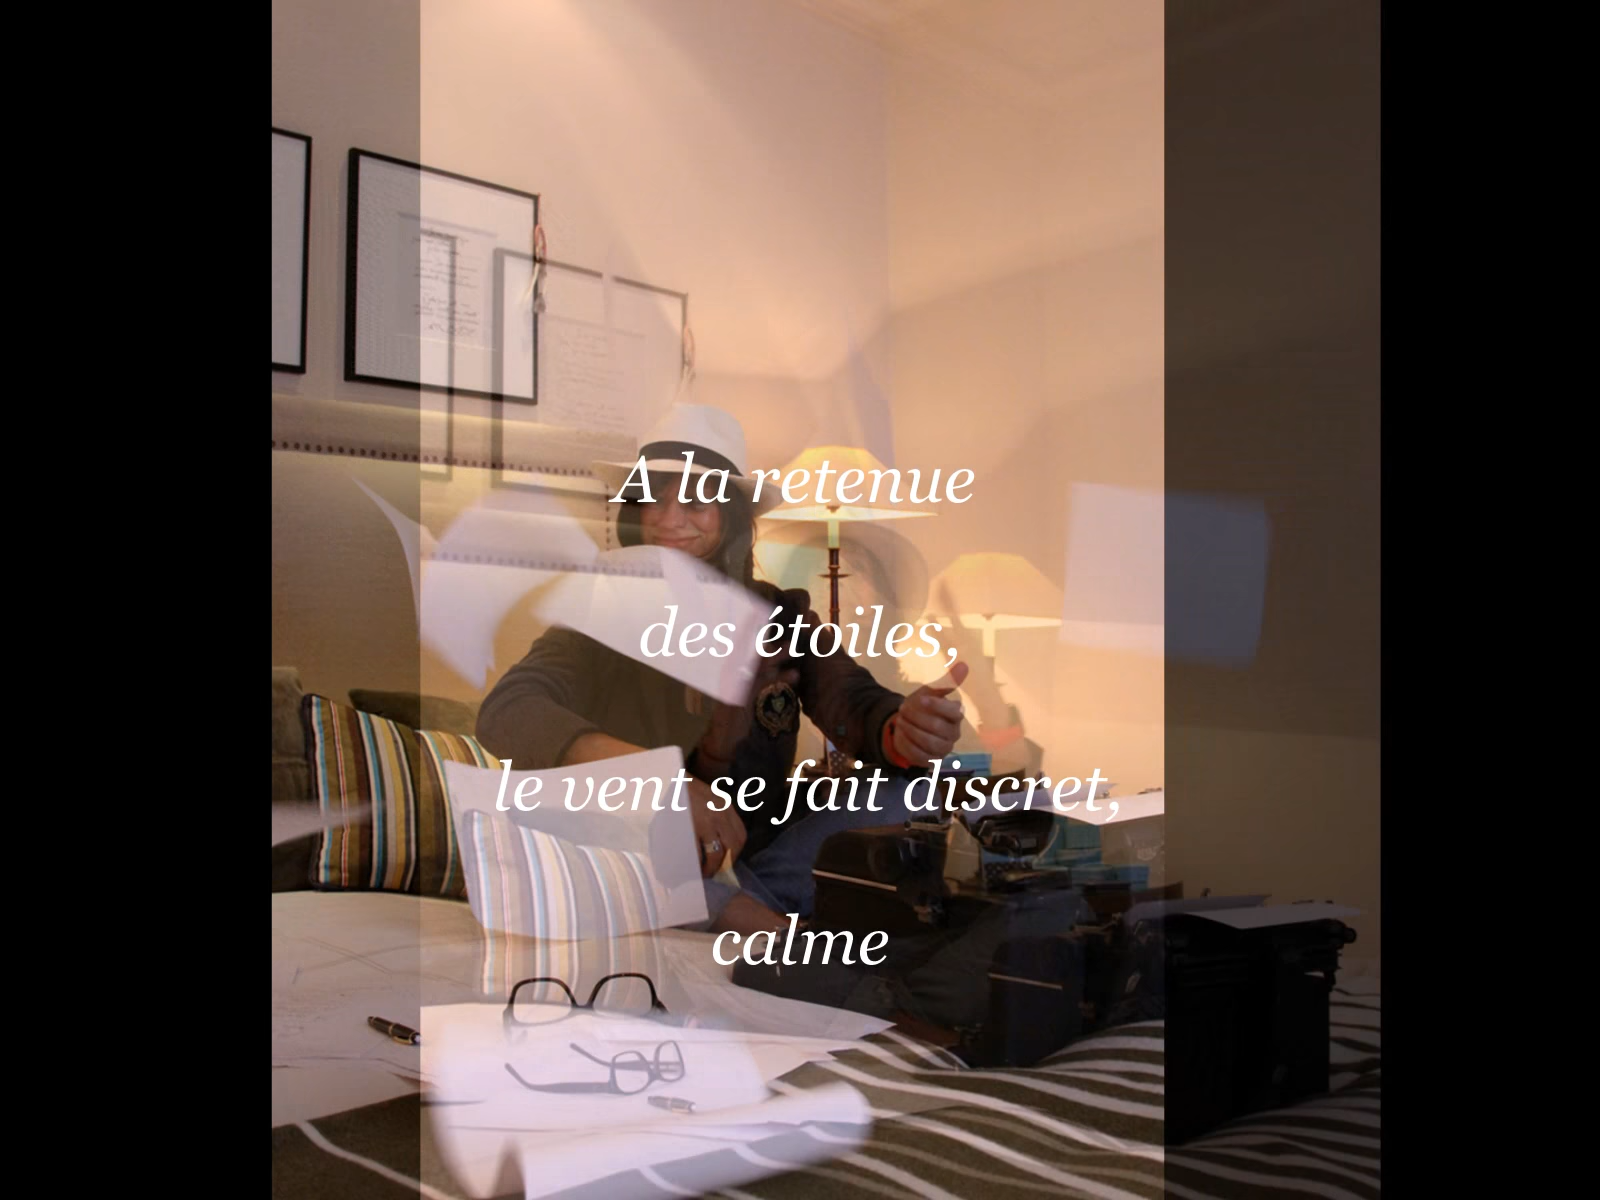 A la retenue
des étoiles,
le vent se fait discret,
calme